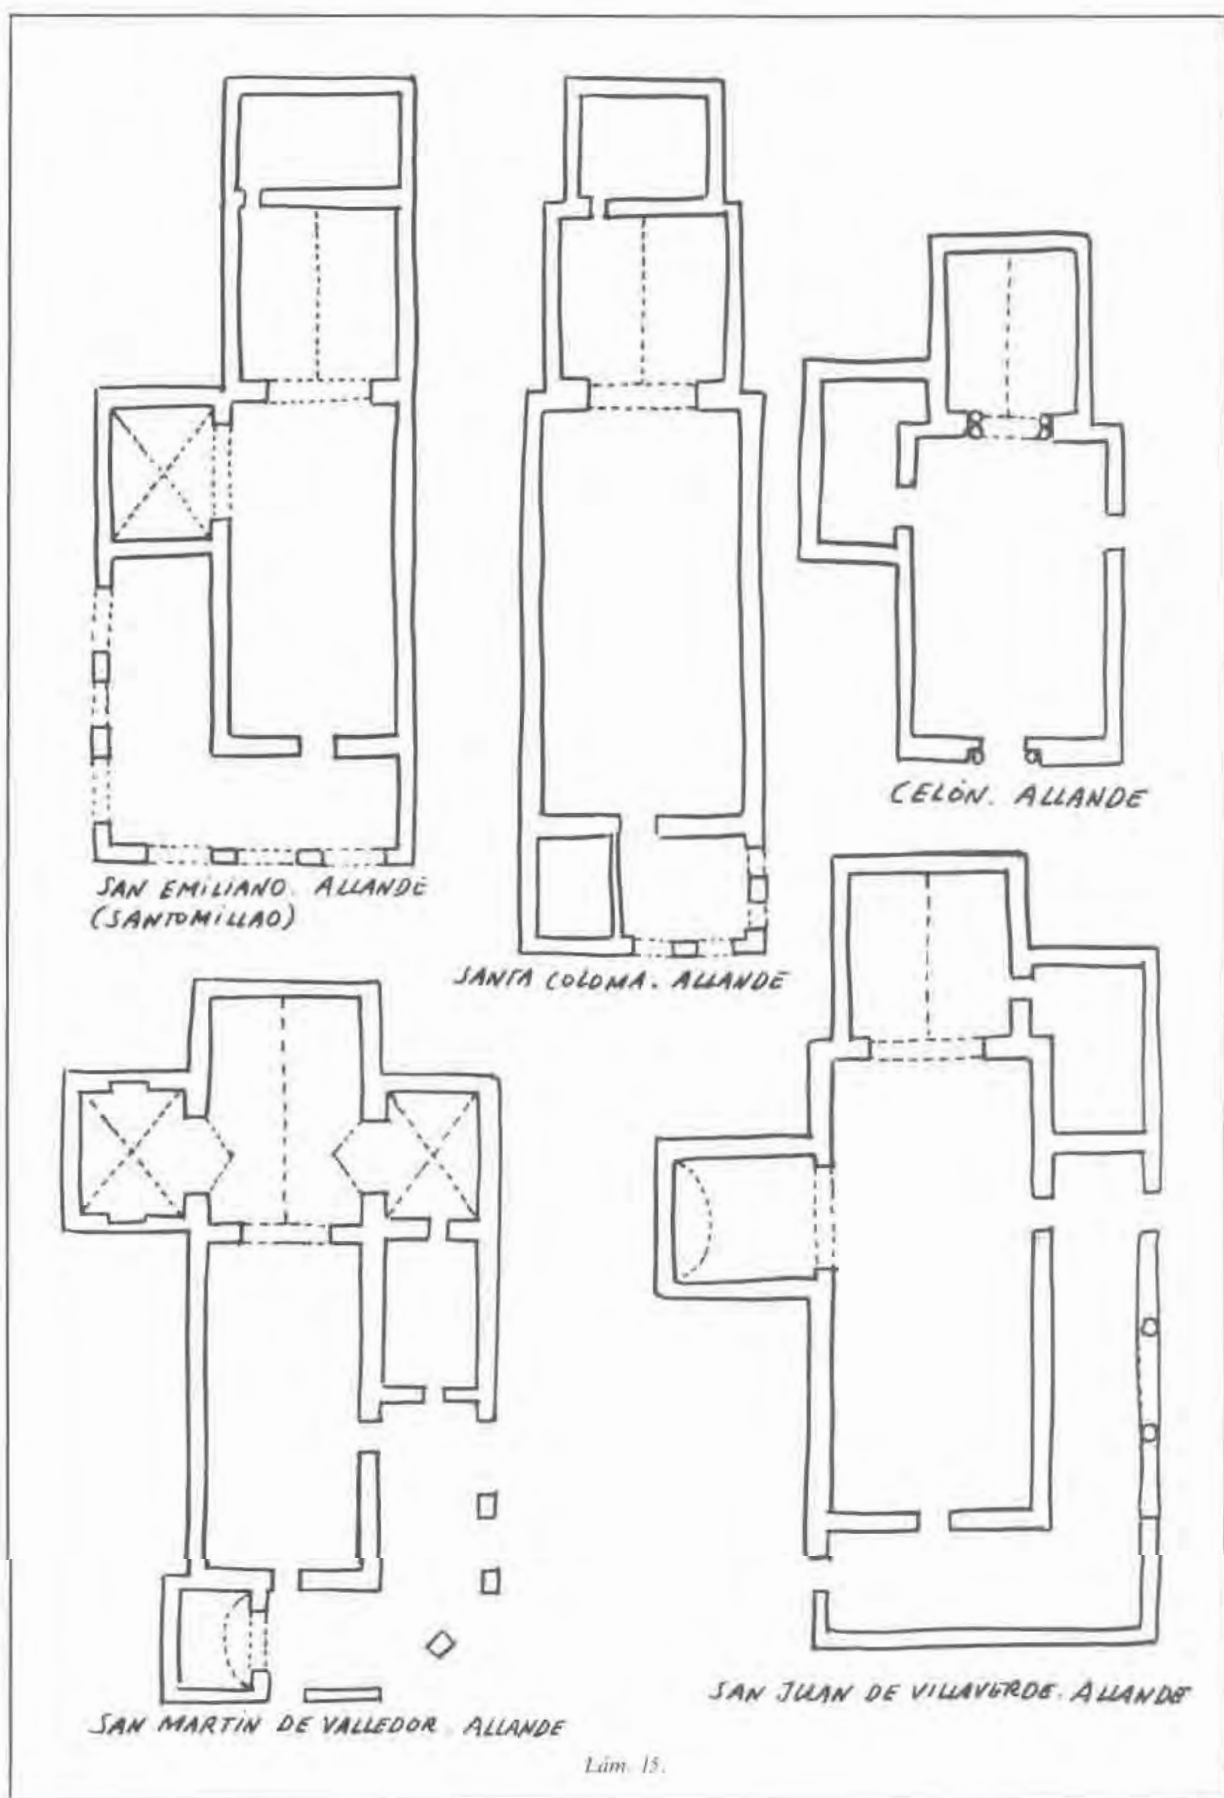 SAN EMILIANO. ALLANDE
(SANTOMILLAO)
SANTA COLOMA. ALLANDE
CELÓN. ALLANDE
SAN MARTÍN DE VALLEDOR. ALLANDE
SAN JUAN DE VILLAVERDE. ALLANDE
Lám. 15.